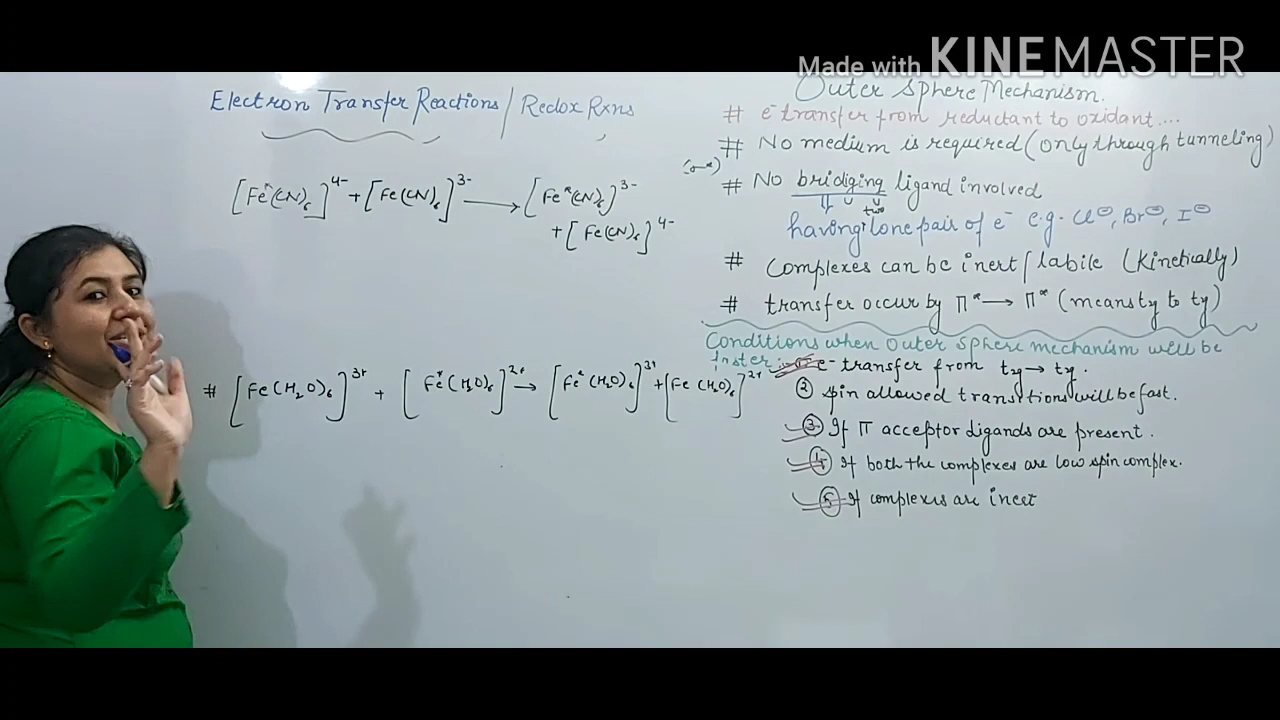 Made with KINEMASTER
Electron Transfer Reactions / Redox Rxns
[Fe*(CN)6]4- + [Fe(CN)6]3- → [Fe*(CN)6]3-
+ [Fe(CN)6]4-
# [Fe(H2O)6]3+ + [Fe*(H2O)6]2+ → [Fe*(H2O)6]3+ + [Fe(H2O)6]2+
Outer Sphere Mechanism.
# e- transfer from reductant to oxidant....
# No medium is required (only through tunneling)
# No bridiging ligand involved
two
having lone pair of e- e.g. Cl⊖, Br⊖, I⊖
# Complexes can be inert / labile (Kinetically)
# transfer occur by π* → π* (means t2g to t2g)
Conditions when outer sphere mechanism will be
faster :- e- transfer from t2g → t2g.
② spin allowed transitions will be fast.
③ If π acceptor Ligands are present.
④ If both the complexes are low spin complex.
⑤ If complexes are inert